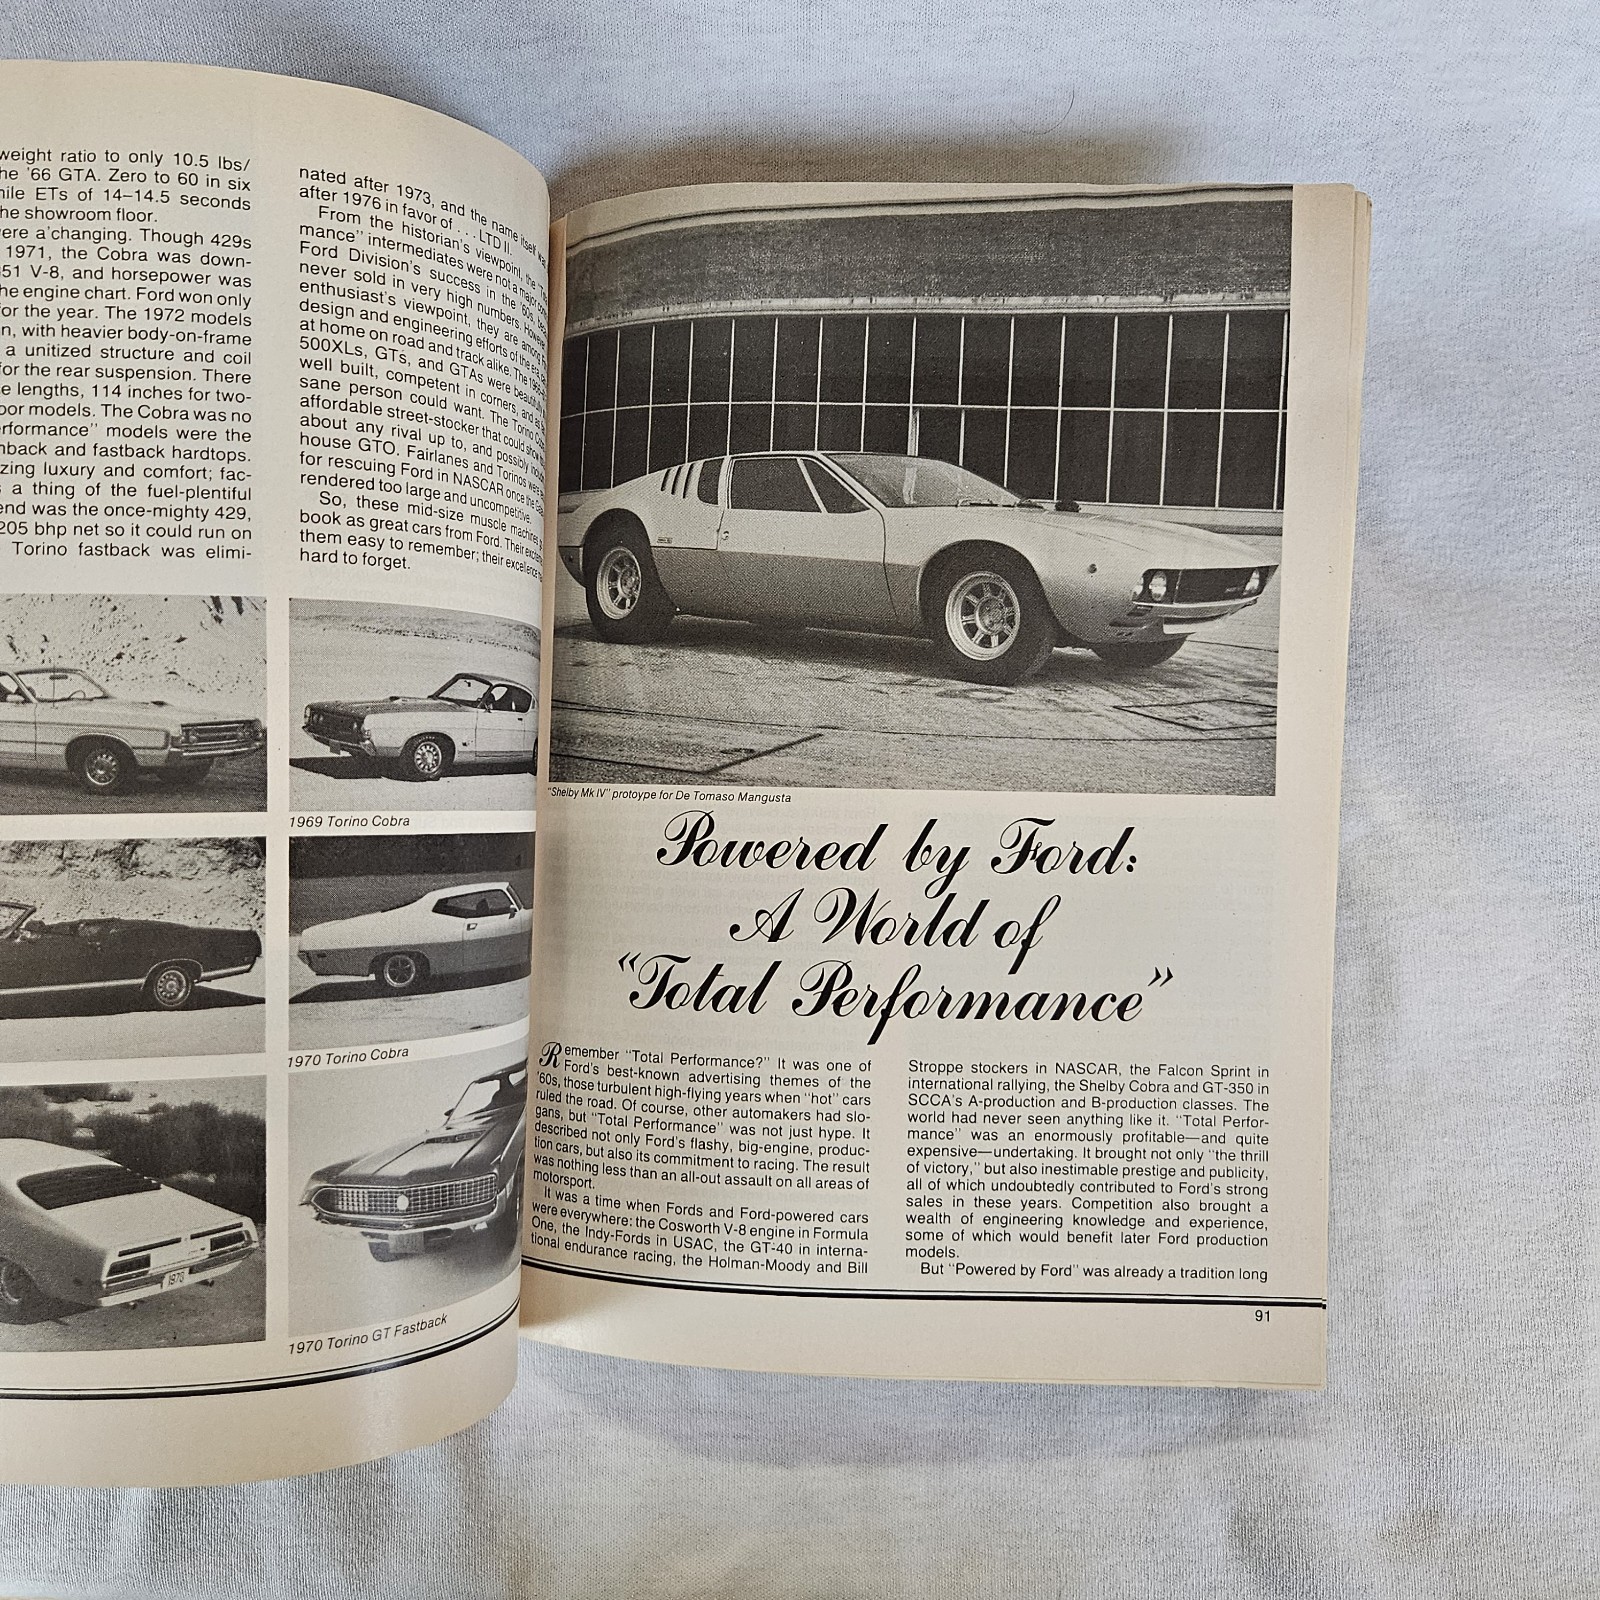 weight ratio to only 10.5 lbs/
he '66 GTA. Zero to 60 in six
nile ETs of 14–14.5 seconds
he showroom floor.
ere a'changing. Though 429s
1971, the Cobra was down-
51 V-8, and horsepower was
he engine chart. Ford won only
for the year. The 1972 models
n, with heavier body-on-frame
a unitized structure and coil
for the rear suspension. There
e lengths, 114 inches for two-
oor models. The Cobra was no
erformance" models were the
nback and fastback hardtops.
zing luxury and comfort; fac-
s a thing of the fuel-plentiful
end was the once-mighty 429,
205 bhp net so it could run on
Torino fastback was elimi-
nated after 1973, and the name itself
after 1976 in favor of . . . LTD II.
From the historian's viewpoint, the
mance" intermediates were not a major
Ford Division's success in the '60s,
never sold in very high numbers. However
enthusiast's viewpoint, they are among
design and engineering efforts of the era,
at home on road and track alike. The
500XLs, GTs, and GTAs were beautifully
well built, competent in corners, and as
sane person could want. The Torino
affordable street-stocker that could show
about any rival up to, and possibly
house GTO. Fairlanes and Torinos were
for rescuing Ford in NASCAR once the
rendered too large and uncompetitive.
So, these mid-size muscle machines
book as great cars from Ford. Their
them easy to remember; their excellence
hard to forget.
1969 Torino Cobra
1970 Torino Cobra
1973
1970 Torino GT Fastback
"Shelby Mk IV" protoype for De Tomaso Mangusta
Powered by Ford:
A World of
"Total Performance"
Remember "Total Performance?" It was one of
Ford's best-known advertising themes of the
'60s, those turbulent high-flying years when "hot" cars
ruled the road. Of course, other automakers had slo-
gans, but "Total Performance" was not just hype. It
described not only Ford's flashy, big-engine, produc-
tion cars, but also its commitment to racing. The result
was nothing less than an all-out assault on all areas of
motorsport.
It was a time when Fords and Ford-powered cars
were everywhere: the Cosworth V-8 engine in Formula
One, the Indy-Fords in USAC, the GT-40 in interna-
tional endurance racing, the Holman-Moody and Bill
Stroppe stockers in NASCAR, the Falcon Sprint in
international rallying, the Shelby Cobra and GT-350 in
SCCA's A-production and B-production classes. The
world had never seen anything like it. "Total Perfor-
mance" was an enormously profitable—and quite
expensive—undertaking. It brought not only "the thrill
of victory," but also inestimable prestige and publicity,
all of which undoubtedly contributed to Ford's strong
sales in these years. Competition also brought a
wealth of engineering knowledge and experience,
some of which would benefit later Ford production
models.
But "Powered by Ford" was already a tradition long
91